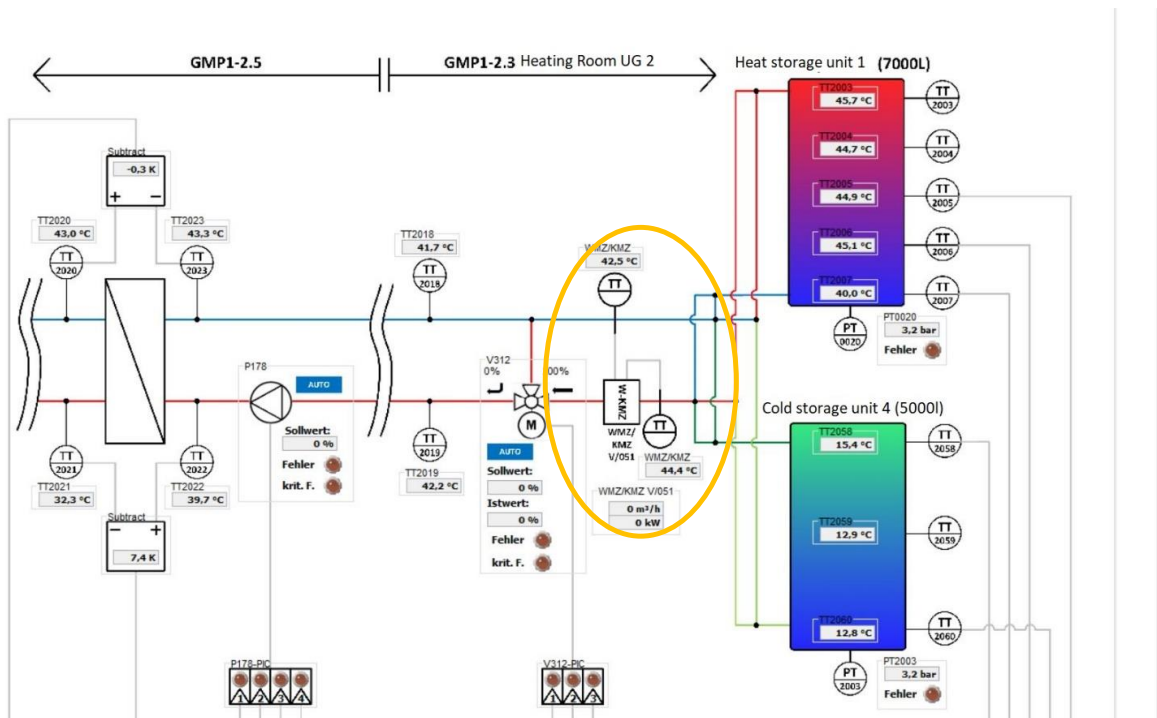 GMP1-2.5
GMP1-2.3 Heating Room UG 2
Heat storage unit 1 (7000L)
TT2003
45,7 °C
TT
2003
TT2004
44,7 °C
TT
2004
TT2005
44,9 °C
TT
2005
TT2006
45,1 °C
TT
2006
TT2007
40,0 °C
TT
2007
PT
0020
PT0020
3,2 bar
Fehler
Subtract
-0,3 K
+ −
TT2020
43,0 °C
TT
2020
TT2023
43,3 °C
TT
2023
TT2018
41,7 °C
TT
2018
WMZ/KMZ
42,5 °C
TT
P178
AUTO
Sollwert:
0 %
Fehler
krit. F.
V312
0%
00%
M
AUTO
Sollwert:
0 %
Istwert:
0 %
Fehler
krit. F.
W-KMZ
WMZ/
KMZ
V/051
TT
WMZ/KMZ
44,4 °C
WMZ/KMZ V/051
0 m³/h
0 kW
TT
2021
TT2021
32,3 °C
TT
2022
TT2022
39,7 °C
TT
2019
TT2019
42,2 °C
Subtract
− +
7,4 K
Cold storage unit 4 (5000l)
TT2058
15,4 °C
TT
2058
TT2059
12,9 °C
TT
2059
TT2060
12,8 °C
TT
2060
PT
2003
PT2003
3,2 bar
Fehler
P178-PIC
1 2 3 4
V312-PIC
1 2 3